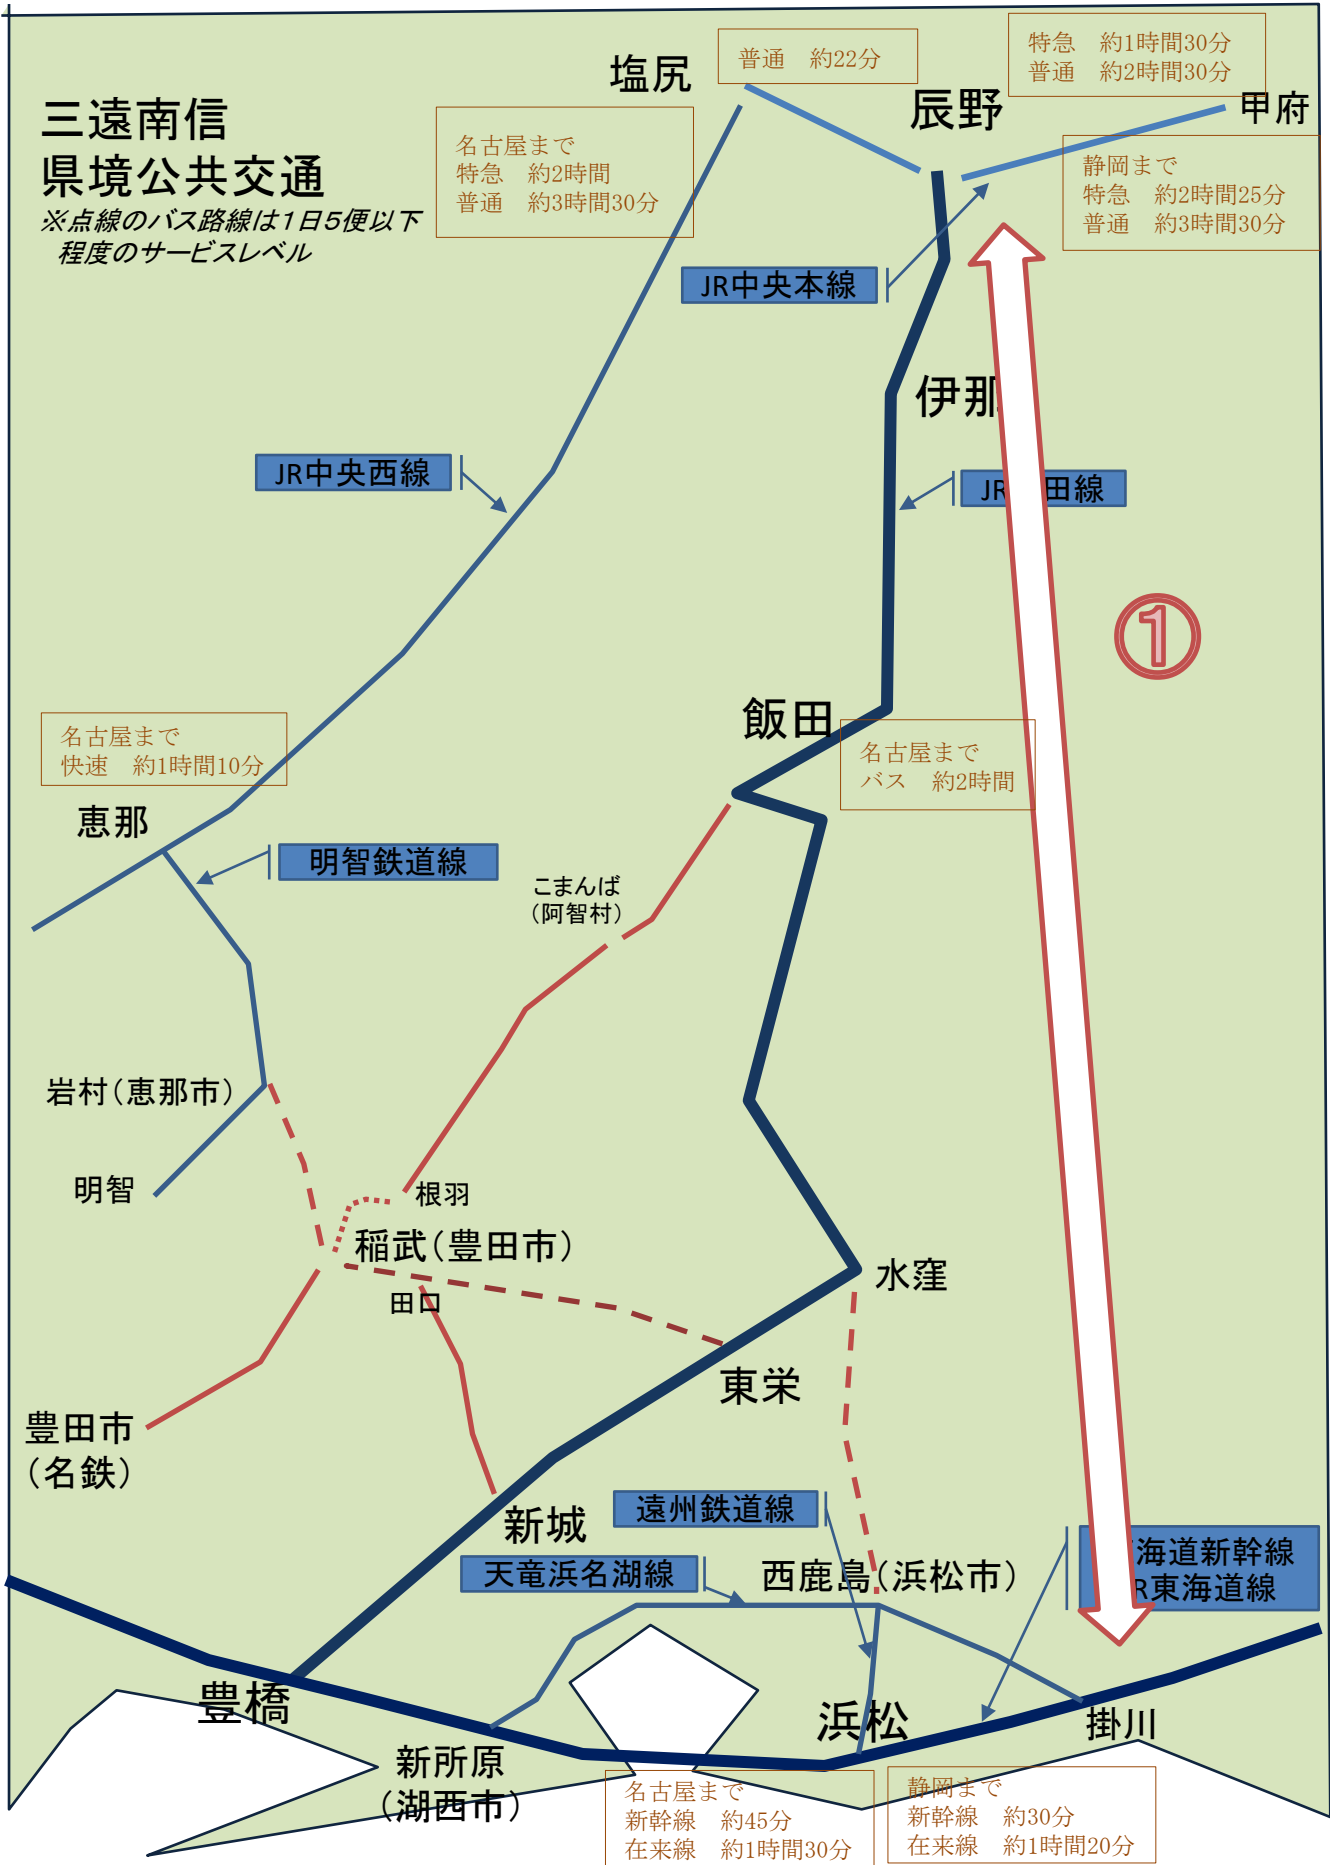 三遠南信
県境公共交通
※点線のバス路線は1日5便以下
程度のサービスレベル
塩尻
普通　約22分
辰野
特急　約1時間30分
普通　約2時間30分
甲府
名古屋まで
特急　約2時間
普通　約3時間30分
静岡まで
特急　約2時間25分
普通　約3時間30分
JR中央本線
伊那
JR中央西線
JR 田線
①
飯田
名古屋まで
バス　約2時間
名古屋まで
快速　約1時間10分
恵那
明智鉄道線
こまんば
（阿智村）
岩村（恵那市）
明智
根羽
稲武（豊田市）
田口
水窪
東栄
豊田市
（名鉄）
新城
遠州鉄道線
天竜浜名湖線
西鹿島（浜松市）
海道新幹線
R東海道線
豊橋
浜松
掛川
新所原
（湖西市）
名古屋まで
新幹線　約45分
在来線　約1時間30分
静岡まで
新幹線　約30分
在来線　約1時間20分